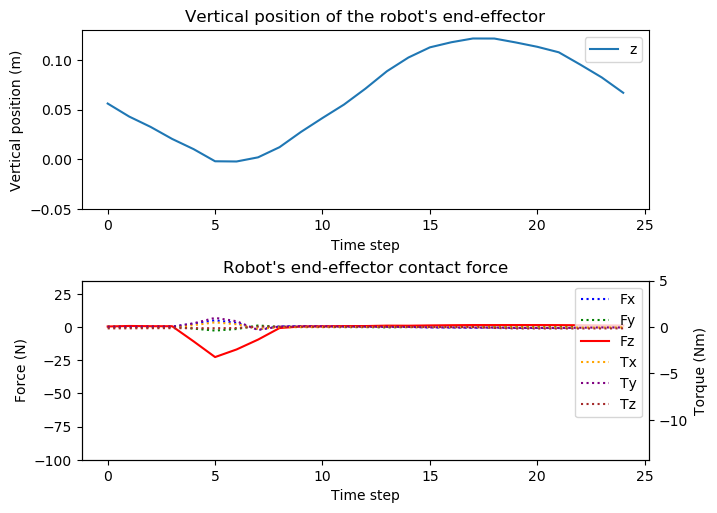 Vertical position of the robot's end-effector
Vertical position (m)
0.10
0.05
0.00
−0.05
z
0 5 10 15 20 25
Time step
Robot's end-effector contact force
Force (N)
25
0
−25
−50
−75
−100
Fx
Fy
Fz
Tx
Ty
Tz
5
0
−5
−10
Torque (Nm)
0 5 10 15 20 25
Time step